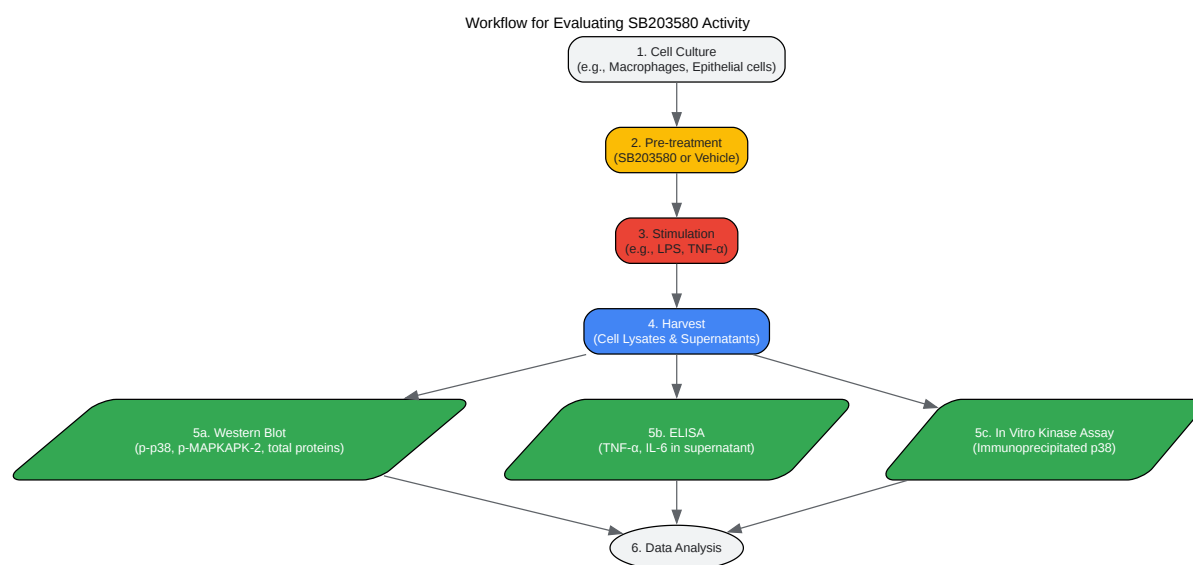 Workflow for Evaluating SB203580 Activity
1. Cell Culture
(e.g., Macrophages, Epithelial cells)
2. Pre-treatment
(SB203580 or Vehicle)
3. Stimulation
(e.g., LPS, TNF-α)
4. Harvest
(Cell Lysates & Supernatants)
5a. Western Blot
(p-p38, p-MAPKAPK-2, total proteins)
5b. ELISA
(TNF-α, IL-6 in supernatant)
5c. In Vitro Kinase Assay
(Immunoprecipitated p38)
6. Data Analysis